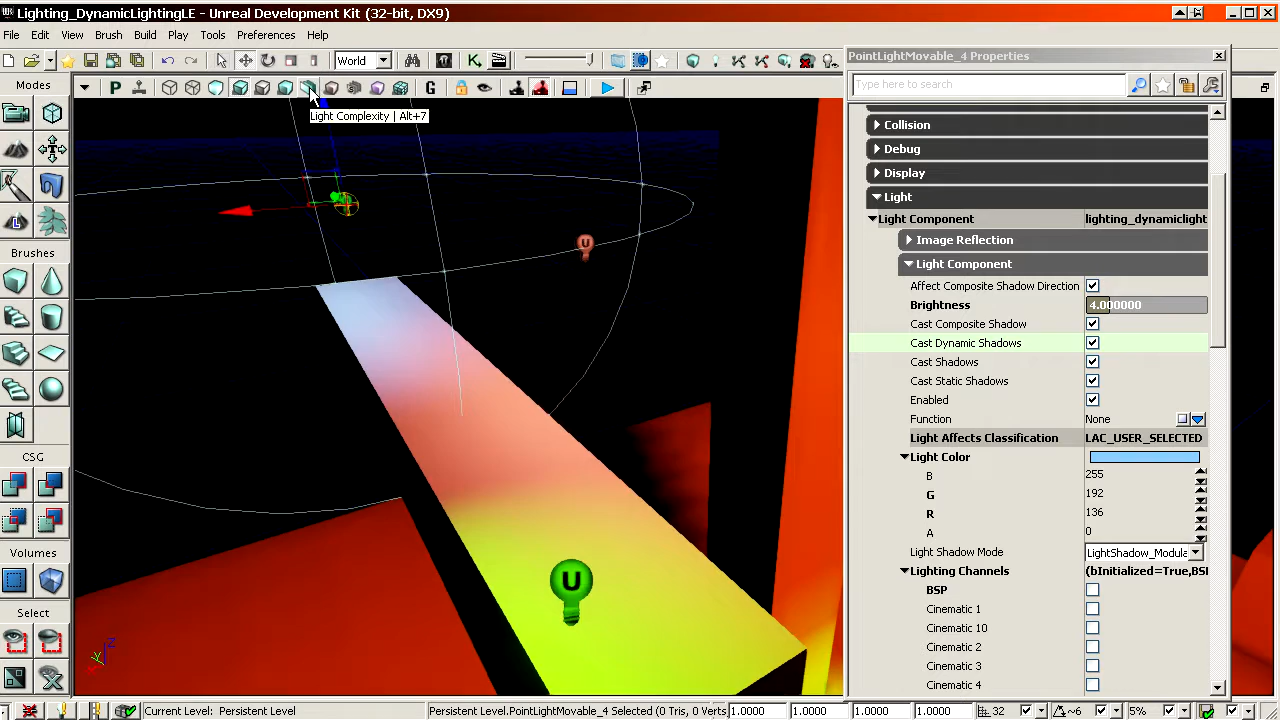 Lighting_DynamicLightingLE - Unreal Development Kit (32-bit, DX9)
File Edit View Brush Build Play Tools Preferences Help
World
PointLightMovable_4 Properties
Type here to search
Modes
P
G
Light Complexity | Alt+7
Collision
Debug
Display
Light
Light Component lighting_dynamiclight
Image Reflection
Light Component
Affect Composite Shadow Direction
Brightness 4.000000
Cast Composite Shadow
Cast Dynamic Shadows
Cast Shadows
Cast Static Shadows
Enabled
Function None
Light Affects Classification LAC_USER_SELECTED
Light Color
B 255
G 192
R 136
A 0
Light Shadow Mode LightShadow_Modula
Lighting Channels (bInitialized=True,BSI
BSP
Cinematic 1
Cinematic 10
Cinematic 2
Cinematic 3
Cinematic 4
Brushes
CSG
Volumes
Select
U
U
Z
Y
X
Current Level: Persistent Level Persistent Level.PointLightMovable_4 Selected (0 Tris, 0 Verts, 1.0000 1.0000 1.0000 1.0000 32 6 5%